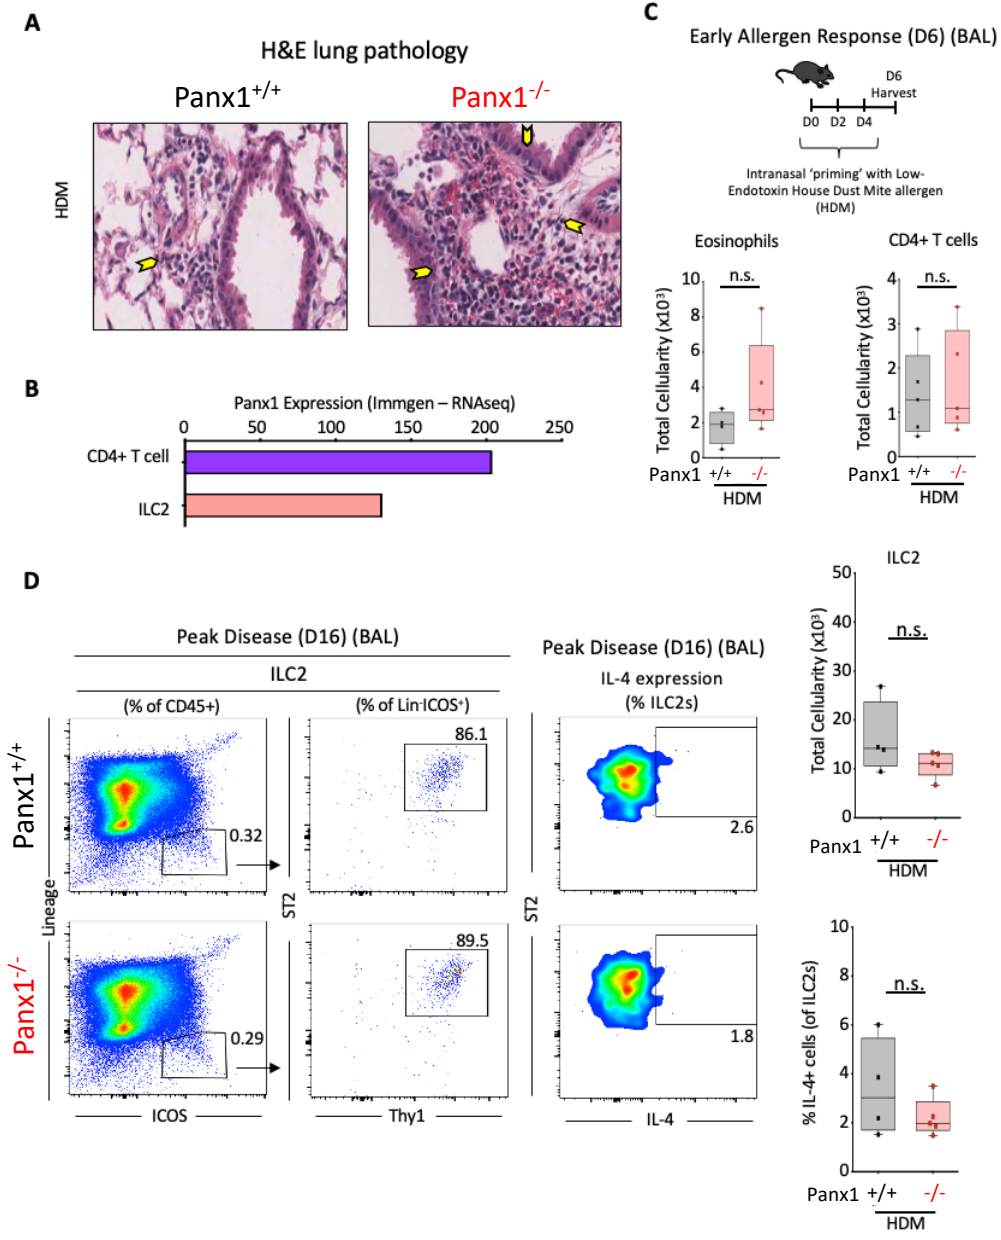 A
H&E lung pathology
Panx1+/+
Panx1-/-
HDM
B
Panx1 Expression (Immgen – RNAseq)
0 50 100 150 200 250
CD4+ T cell
ILC2
C
Early Allergen Response (D6) (BAL)
D6
Harvest
D0 D2 D4
Intranasal ‘priming’ with Low-
Endotoxin House Dust Mite allergen
(HDM)
Eosinophils
Total Cellularity (x10³)
10
8
6
4
2
0
n.s.
Panx1 +/+ -/-
HDM
CD4+ T cells
Total Cellularity (x10³)
4
3
2
1
0
n.s.
Panx1 +/+ -/-
HDM
D
Peak Disease (D16) (BAL)
ILC2
(% of CD45+)
(% of Lin-ICOS+)
Peak Disease (D16) (BAL)
IL-4 expression
(% ILC2s)
Panx1+/+
0.32
86.1
2.6
Panx1-/-
0.29
89.5
1.8
Lineage
ST2
ST2
ICOS
Thy1
IL-4
ILC2
Total Cellularity (x10³)
50
40
30
20
10
0
n.s.
Panx1 +/+ -/-
HDM
% IL-4+ cells (of ILC2s)
10
8
6
4
2
0
n.s.
Panx1 +/+ -/-
HDM